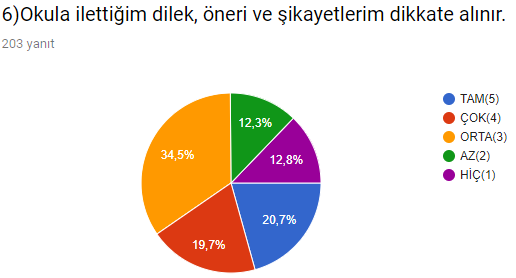 6)Okula ilettiğim dilek, öneri ve şikayetlerim dikkate alınır.
203 yanıt
TAM(5)
ÇOK(4)
ORTA(3)
AZ(2)
HİÇ(1)
12,3%
34,5%
12,8%
20,7%
19,7%